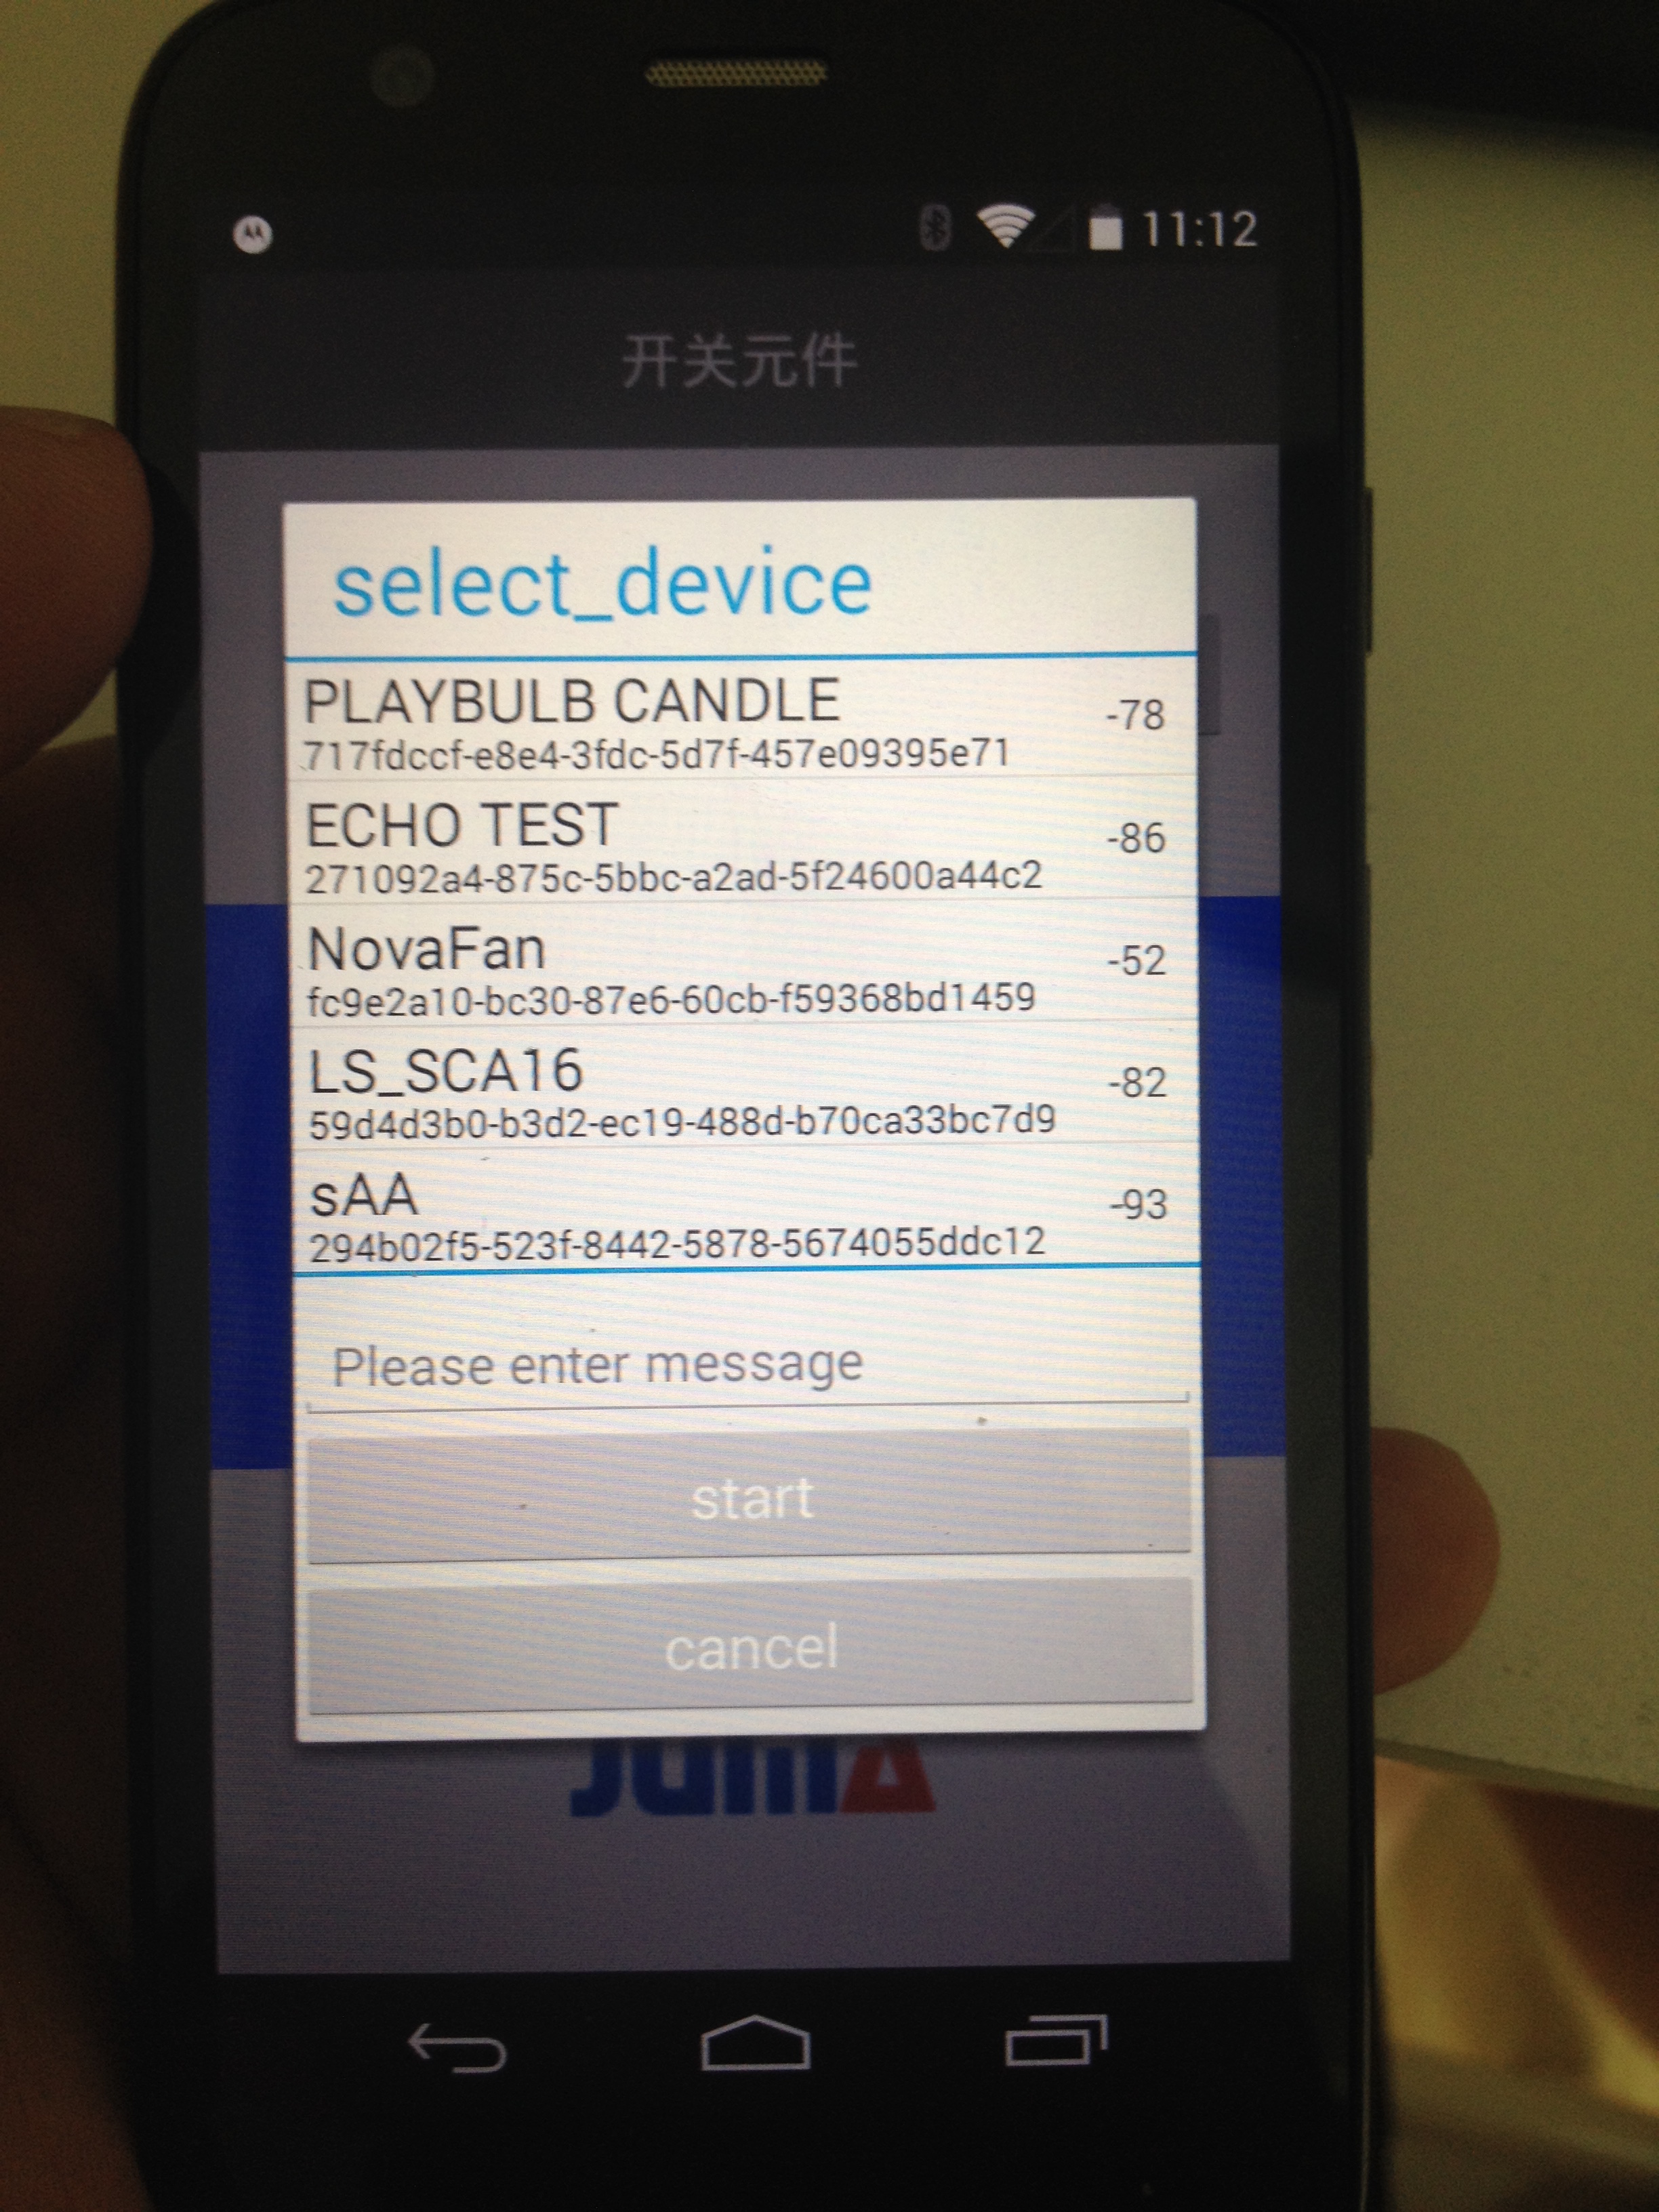 11:12
开关元件
select_device
PLAYBULB CANDLE
-78
717fdccf-e8e4-3fdc-5d7f-457e09395e71
ECHO TEST
-86
271092a4-875c-5bbc-a2ad-5f24600a44c2
NovaFan
-52
fc9e2a10-bc30-87e6-60cb-f59368bd1459
LS_SCA16
-82
59d4d3b0-b3d2-ec19-488d-b70ca33bc7d9
sAA
-93
294b02f5-523f-8442-5878-5674055ddc12
Please enter message
start
cancel